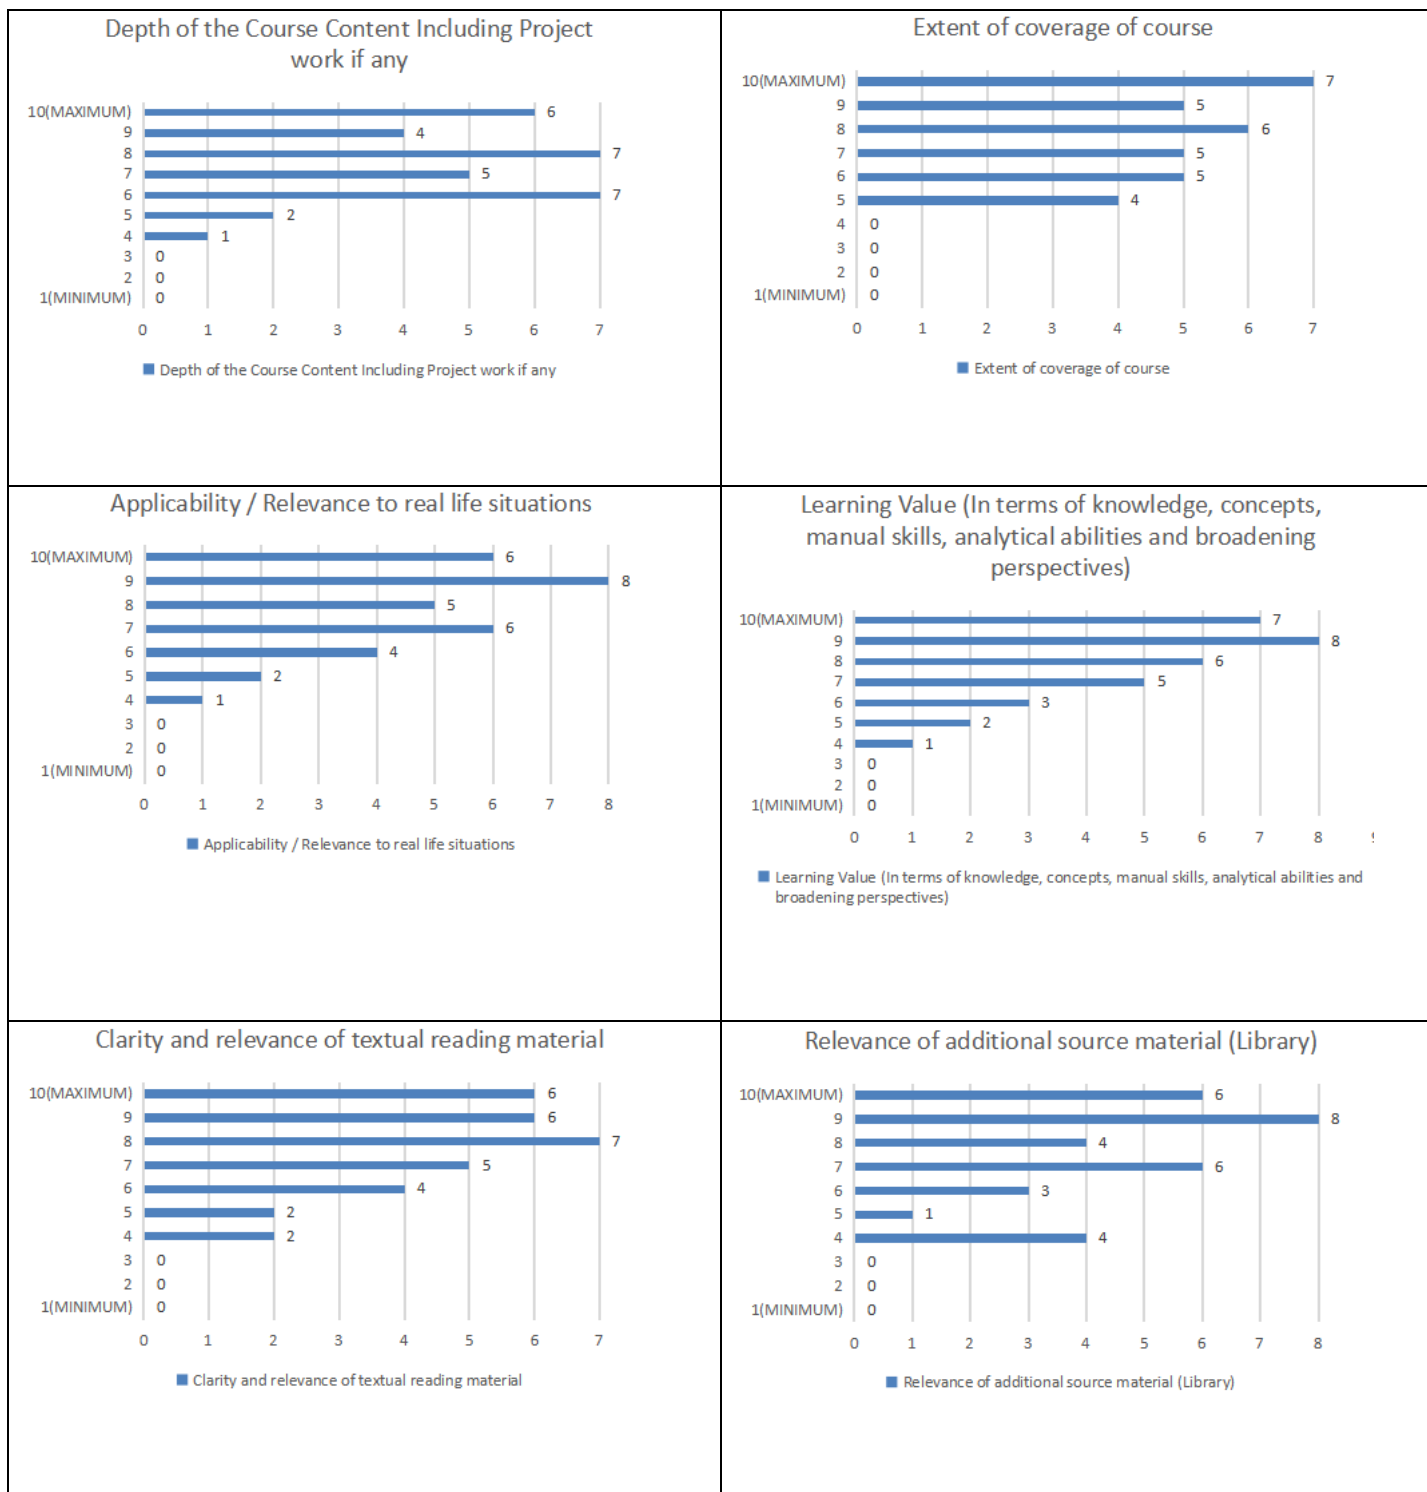 Depth of the Course Content Including Project
work if any
10(MAXIMUM) 6
9 4
8 7
7 5
6 7
5 2
4 1
3 0
2 0
1(MINIMUM) 0
0 1 2 3 4 5 6 7
Depth of the Course Content Including Project work if any
Extent of coverage of course
10(MAXIMUM) 7
9 5
8 6
7 5
6 5
5 4
4 0
3 0
2 0
1(MINIMUM) 0
0 1 2 3 4 5 6 7
Extent of coverage of course
Applicability / Relevance to real life situations
10(MAXIMUM) 6
9 8
8 5
7 6
6 4
5 2
4 1
3 0
2 0
1(MINIMUM) 0
0 1 2 3 4 5 6 7 8
Applicability / Relevance to real life situations
Learning Value (In terms of knowledge, concepts,
manual skills, analytical abilities and broadening
perspectives)
10(MAXIMUM) 7
9 8
8 6
7 5
6 3
5 2
4 1
3 0
2 0
1(MINIMUM) 0
0 1 2 3 4 5 6 7 8
Learning Value (In terms of knowledge, concepts, manual skills, analytical abilities and
broadening perspectives)
Clarity and relevance of textual reading material
10(MAXIMUM) 6
9 6
8 7
7 5
6 4
5 2
4 2
3 0
2 0
1(MINIMUM) 0
0 1 2 3 4 5 6 7
Clarity and relevance of textual reading material
Relevance of additional source material (Library)
10(MAXIMUM) 6
9 8
8 4
7 6
6 3
5 1
4 4
3 0
2 0
1(MINIMUM) 0
0 1 2 3 4 5 6 7 8
Relevance of additional source material (Library)